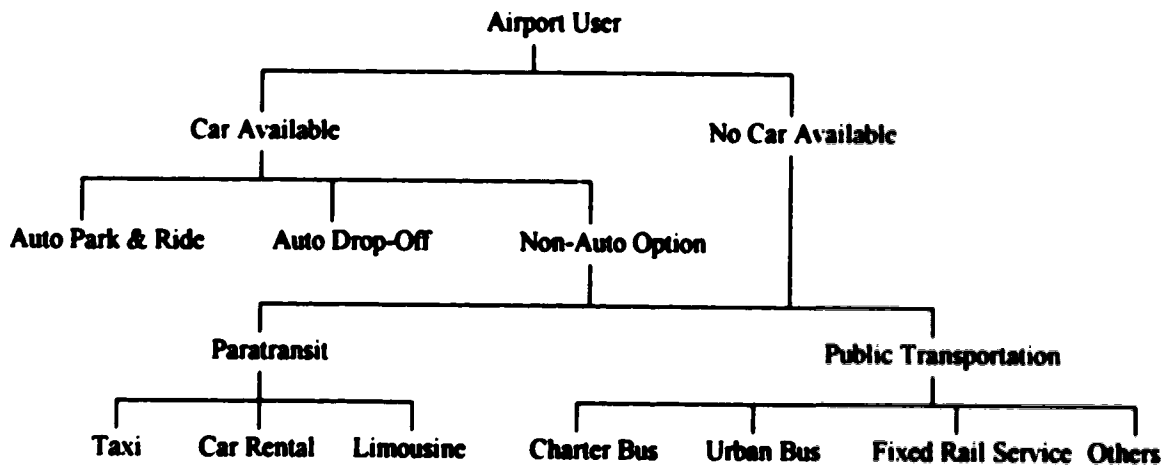 Airport User
Car Available
No Car Available
Auto Park & Ride
Auto Drop-Off
Non-Auto Option
Paratransit
Public Transportation
Taxi
Car Rental
Limousine
Charter Bus
Urban Bus
Fixed Rail Service
Others